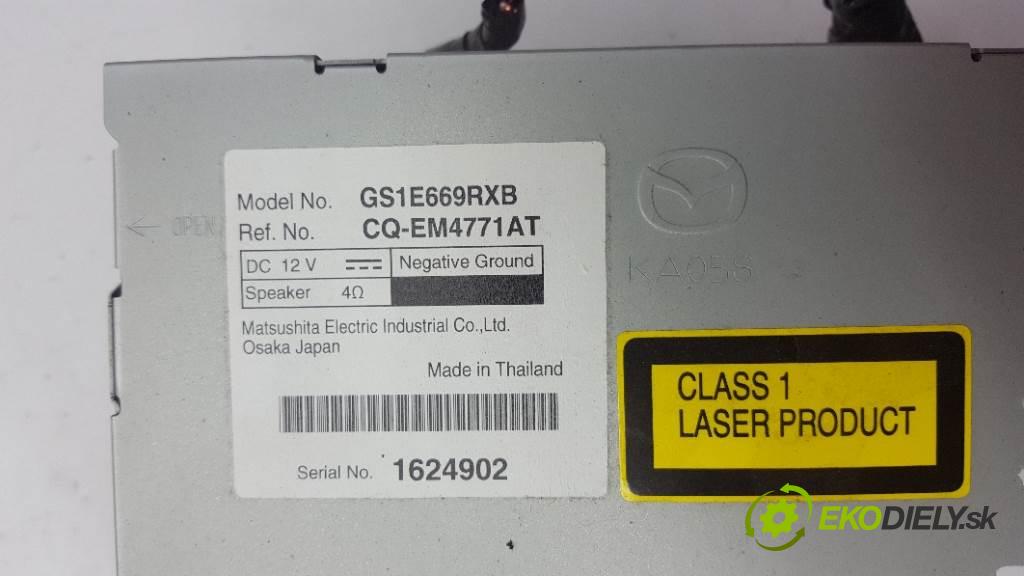 Model No. GS1E669RXB
Ref. No. CQ-EM4771AT
DC 12 V Negative Ground
Speaker 4Ω
Matsushita Electric Industrial Co.,Ltd.
Osaka Japan
Made in Thailand
Serial No. 1624902
← OPEN
KA056
CLASS 1
LASER PRODUCT
EKODIELY.sk